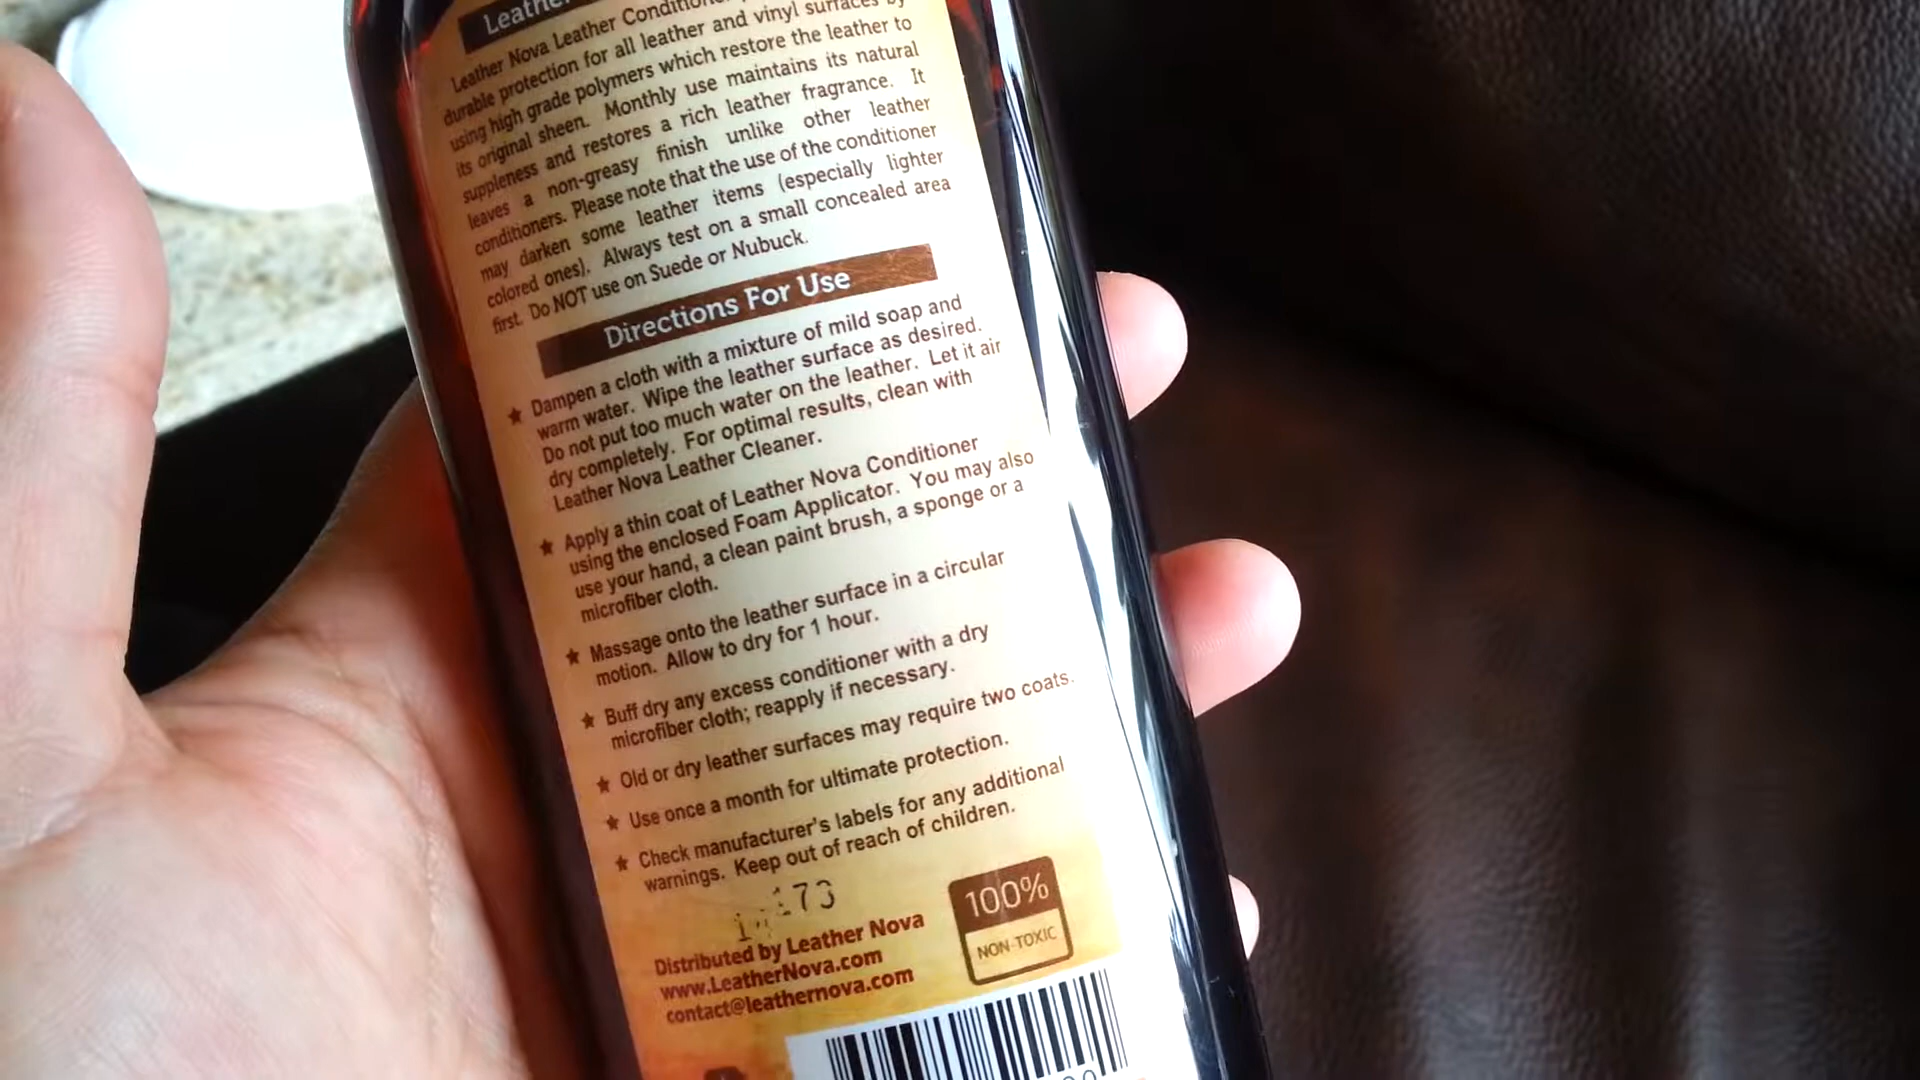 Leather
Leather Nova Leather Conditioner
durable protection for all leather and vinyl surfaces by
using high grade polymers which restore the leather to
its original sheen. Monthly use maintains its natural
suppleness and restores a rich leather fragrance. It
leaves a non-greasy finish unlike other leather
conditioners. Please note that the use of the conditioner
may darken some leather items (especially lighter
colored ones). Always test on a small concealed area
first. Do NOT use on Suede or Nubuck.
Directions For Use
★ Dampen a cloth with a mixture of mild soap and
warm water. Wipe the leather surface as desired.
Do not put too much water on the leather. Let it air
dry completely. For optimal results, clean with
Leather Nova Leather Cleaner.
★ Apply a thin coat of Leather Nova Conditioner
using the enclosed Foam Applicator. You may also
use your hand, a clean paint brush, a sponge or a
microfiber cloth.
★ Massage onto the leather surface in a circular
motion. Allow to dry for 1 hour.
★ Buff dry any excess conditioner with a dry
microfiber cloth; reapply if necessary.
★ Old or dry leather surfaces may require two coats.
★ Use once a month for ultimate protection.
★ Check manufacturer's labels for any additional
warnings. Keep out of reach of children.
173
Distributed by Leather Nova
www.LeatherNova.com
contact@leathernova.com
100%
NON-TOXIC